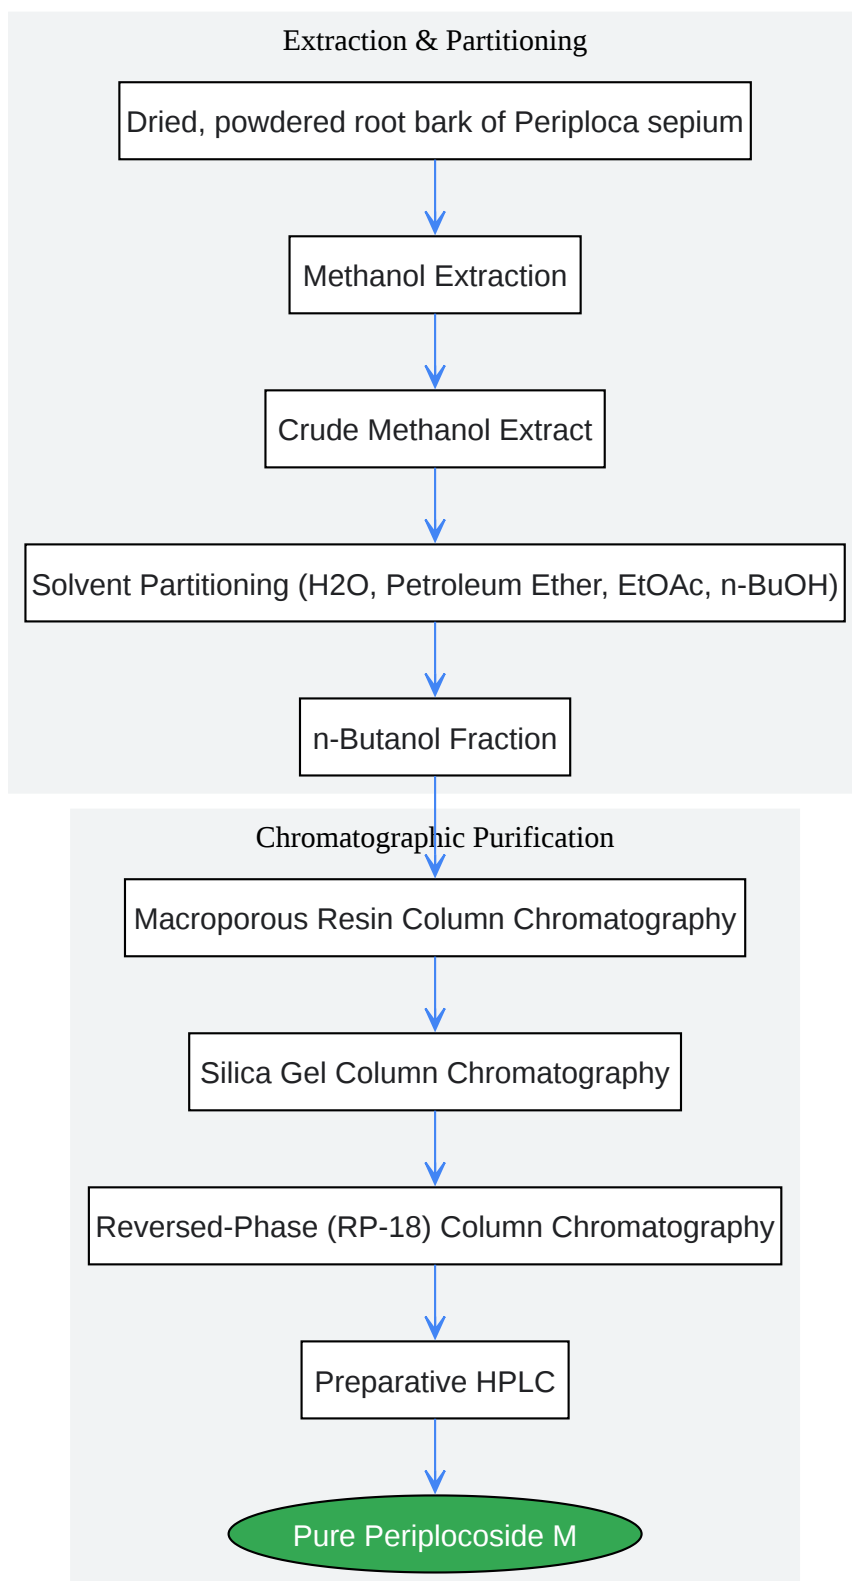 Extraction & Partitioning
Dried, powdered root bark of Periploca sepium
Methanol Extraction
Crude Methanol Extract
Solvent Partitioning (H2O, Petroleum Ether, EtOAc, n-BuOH)
n-Butanol Fraction
Chromatographic Purification
Macroporous Resin Column Chromatography
Silica Gel Column Chromatography
Reversed-Phase (RP-18) Column Chromatography
Preparative HPLC
Pure Periplocoside M